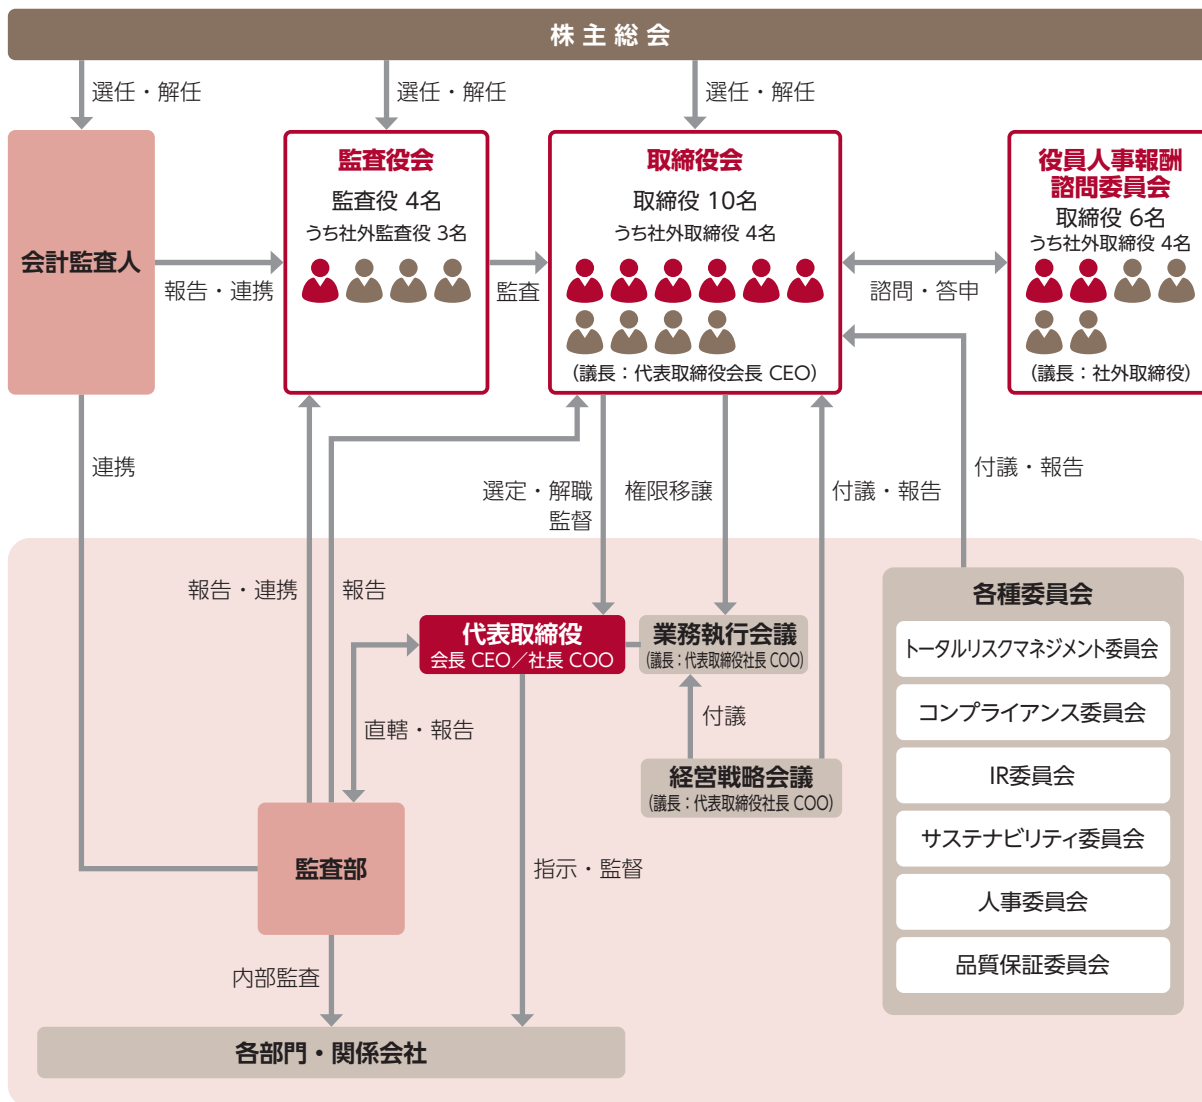 株主総会
選任・解任
選任・解任
選任・解任
会計監査人
監査役会
監査役 4名
うち社外監査役 3名
取締役会
取締役 10名
うち社外取締役 4名
(議長：代表取締役会長 CEO)
役員人事報酬
諮問委員会
取締役 6名
うち社外取締役 4名
(議長：社外取締役)
報告・連携
監査
諮問・答申
連携
選定・解職
監督
権限移譲
付議・報告
付議・報告
報告・連携
報告
代表取締役
会長 CEO／社長 COO
業務執行会議
(議長：代表取締役社長 COO)
直轄・報告
付議
経営戦略会議
(議長：代表取締役社長 COO)
各種委員会
トータルリスクマネジメント委員会
コンプライアンス委員会
IR委員会
サステナビリティ委員会
人事委員会
品質保証委員会
監査部
指示・監督
内部監査
各部門・関係会社